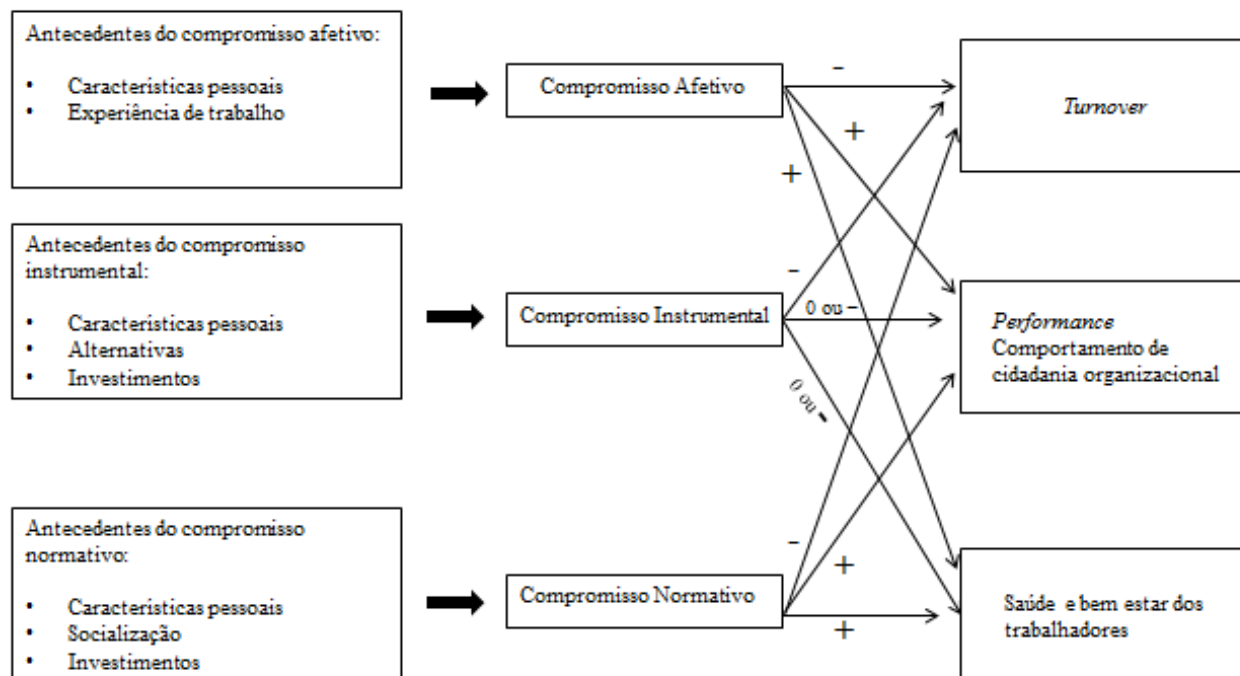 Antecedentes do compromisso afetivo:
• Características pessoais
• Experiência de trabalho
Compromisso Afetivo
-
+
+
Turnover
Antecedentes do compromisso
instrumental:
• Características pessoais
• Alternativas
• Investimentos
Compromisso Instrumental
-
0 ou –
0 ou -
Performance
Comportamento de
cidadania organizacional
Antecedentes do compromisso
normativo:
• Características pessoais
• Socialização
• Investimentos
Compromisso Normativo
-
+
+
Saúde e bem estar dos
trabalhadores